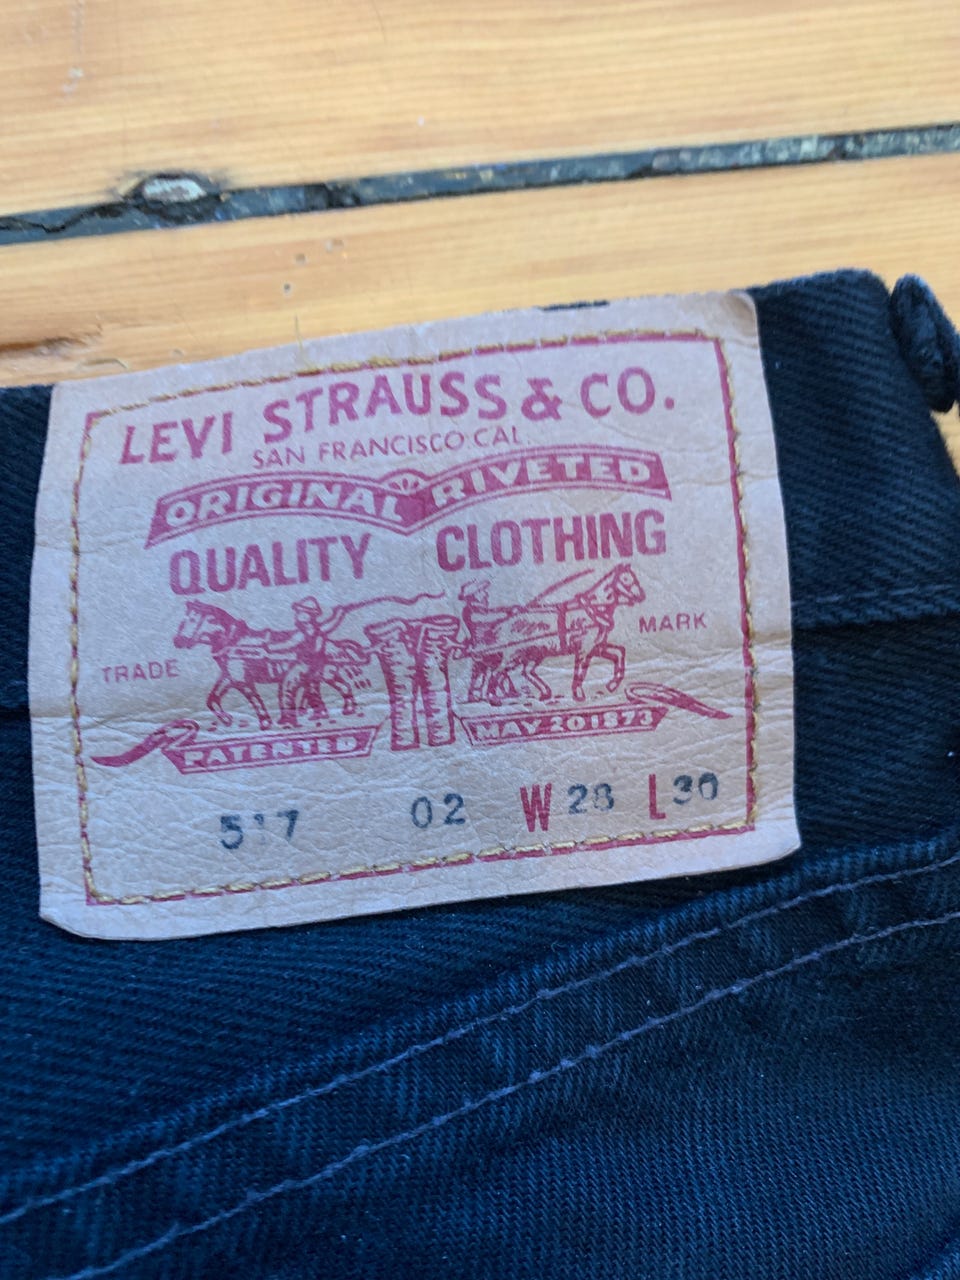 LEVI STRAUSS & CO.
SAN FRANCISCO CAL.
ORIGINAL RIVETED
QUALITY CLOTHING
TRADE MARK
PATENTED MAY 20 1873
517 02 W 28 L 30